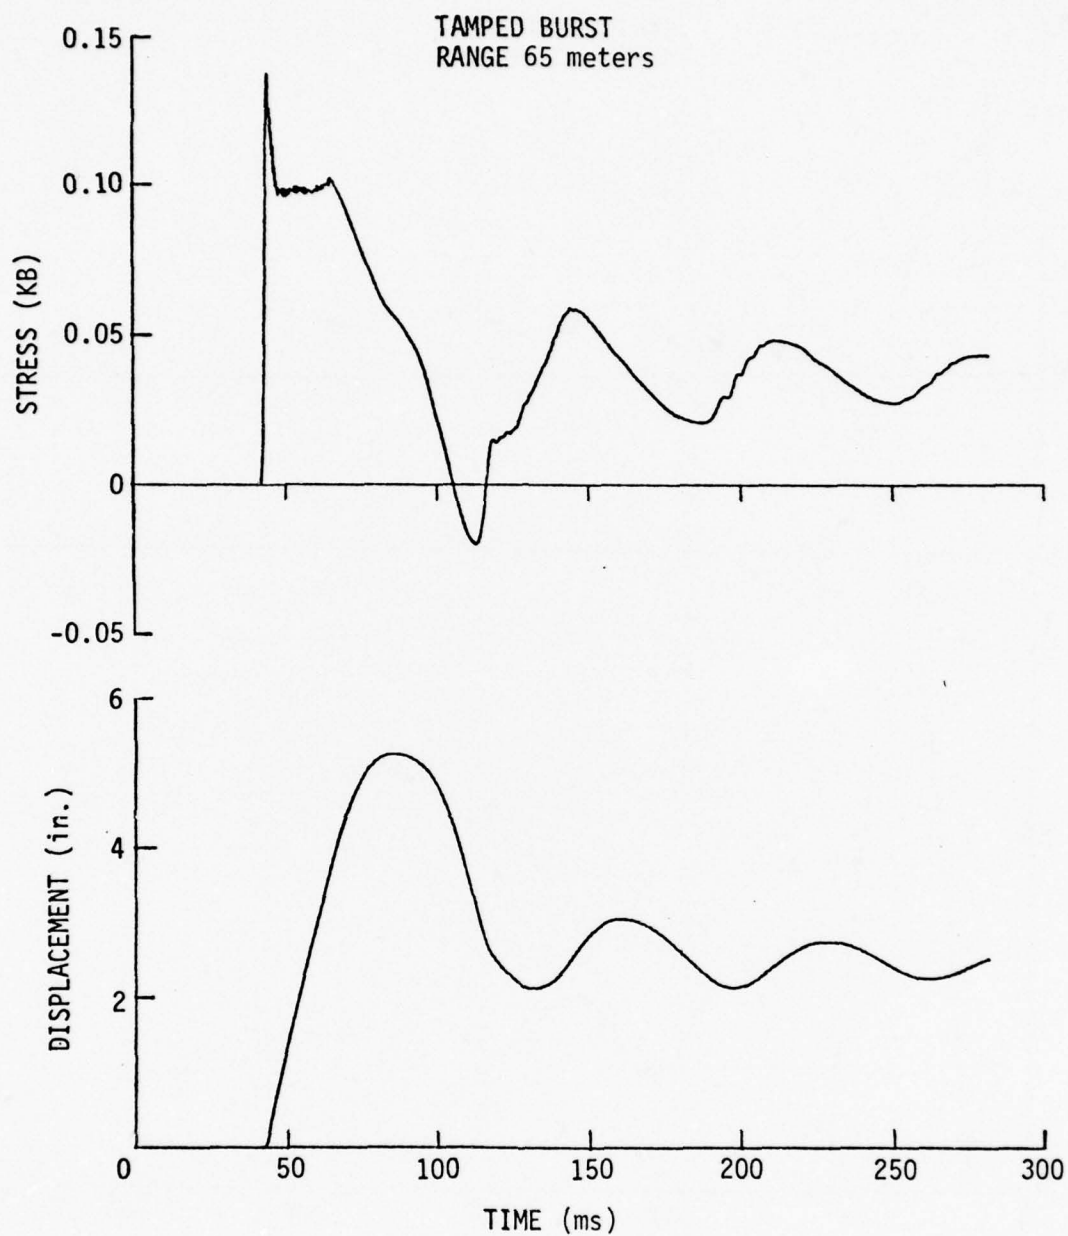 TAMPED BURST
RANGE 65 meters
0.15
0.10
0.05
0
-0.05
STRESS (KB)
6
4
2
DISPLACEMENT (in.)
0 50 100 150 200 250 300
TIME (ms)